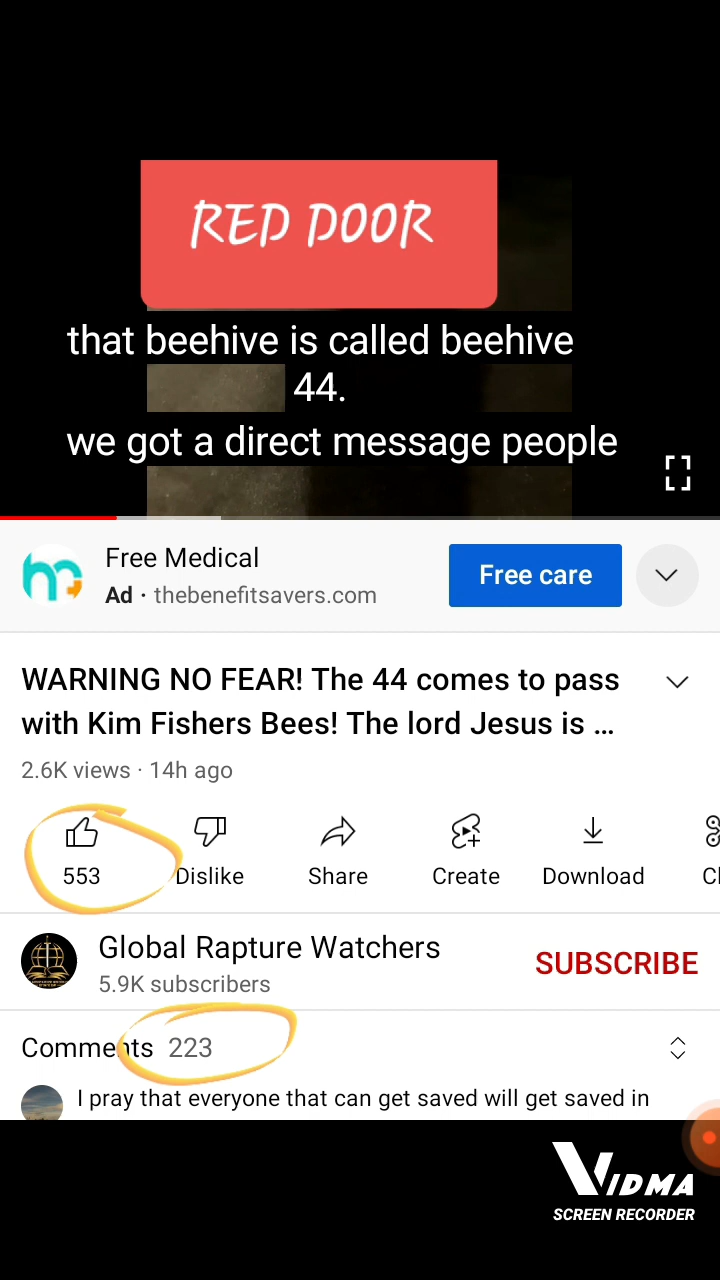 RED DOOR
that beehive is called beehive
44.
we got a direct message people
Free Medical
Ad · thebenefitsavers.com
Free care
WARNING NO FEAR! The 44 comes to pass
with Kim Fishers Bees! The lord Jesus is ...
2.6K views · 14h ago
553 Dislike Share Create Download Cl
Global Rapture Watchers
5.9K subscribers
SUBSCRIBE
Comments 223
I pray that everyone that can get saved will get saved in
VIDMA
SCREEN RECORDER